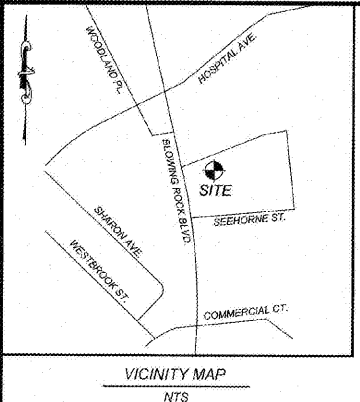 WOODLAND PL.
HOSPITAL AVE.
BLOWING ROCK BLVD.
SITE
SEEHORNE ST.
SHARON AVE.
WESTBROOK ST.
COMMERCIAL CT.
VICINITY MAP
NTS